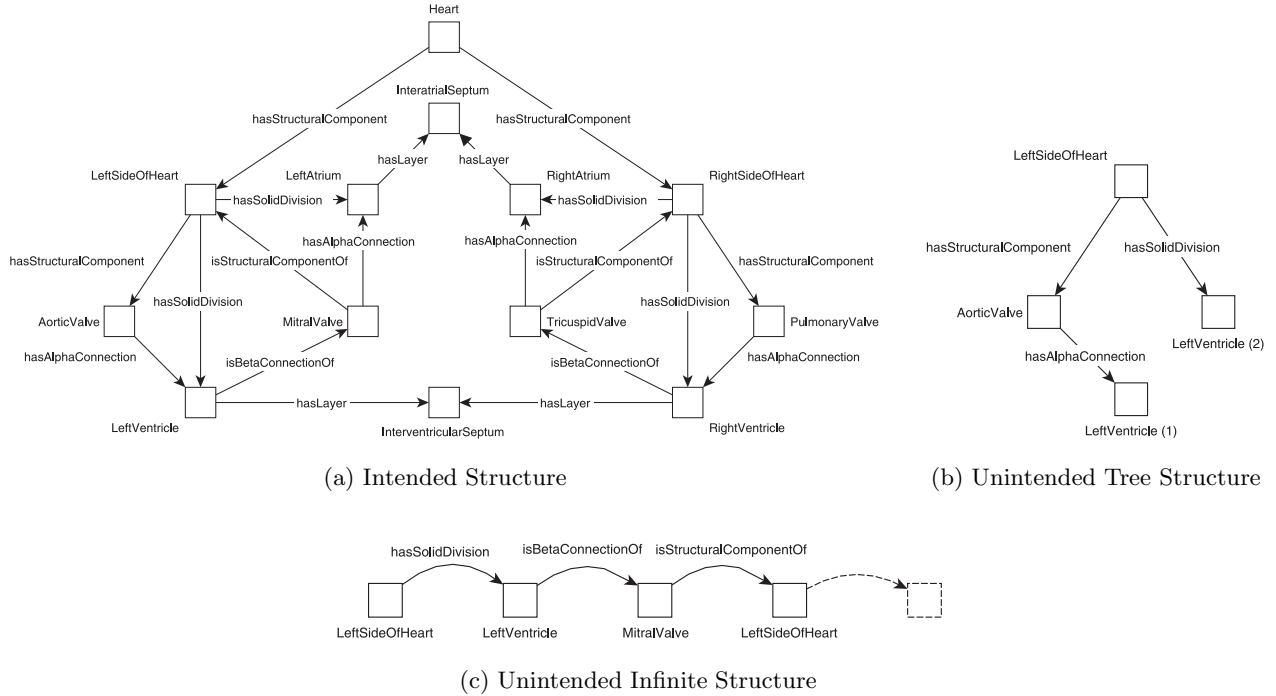 Heart
InteratrialSeptum
hasStructuralComponent
hasStructuralComponent
hasLayer
hasLayer
LeftSideOfHeart
LeftAtrium
RightAtrium
RightSideOfHeart
hasSolidDivision
hasSolidDivision
hasAlphaConnection
hasAlphaConnection
hasStructuralComponent
isStructuralComponentOf
isStructuralComponentOf
hasStructuralComponent
hasSolidDivision
hasSolidDivision
AorticValve
MitralValve
TricuspidValve
PulmonaryValve
hasAlphaConnection
isBetaConnectionOf
isBetaConnectionOf
hasAlphaConnection
hasLayer
hasLayer
LeftVentricle
InterventricularSeptum
RightVentricle
(a) Intended Structure
LeftSideOfHeart
hasStructuralComponent
hasSolidDivision
AorticValve
LeftVentricle (2)
hasAlphaConnection
LeftVentricle (1)
(b) Unintended Tree Structure
hasSolidDivision
isBetaConnectionOf
isStructuralComponentOf
LeftSideOfHeart
LeftVentricle
MitralValve
LeftSideOfHeart
(c) Unintended Infinite Structure